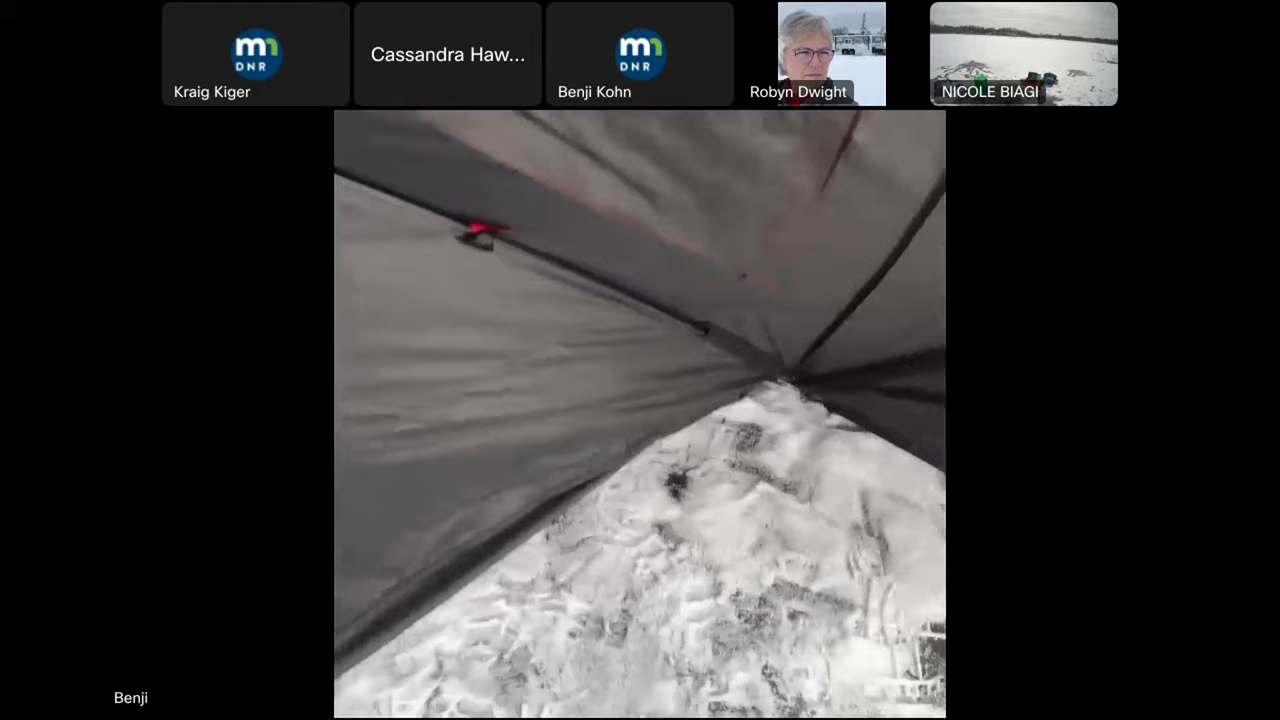 mn
DNR
Kraig Kiger
Cassandra Haw...
mn
DNR
Benji Kohn
Robyn Dwight
NICOLE BIAGI
Benji